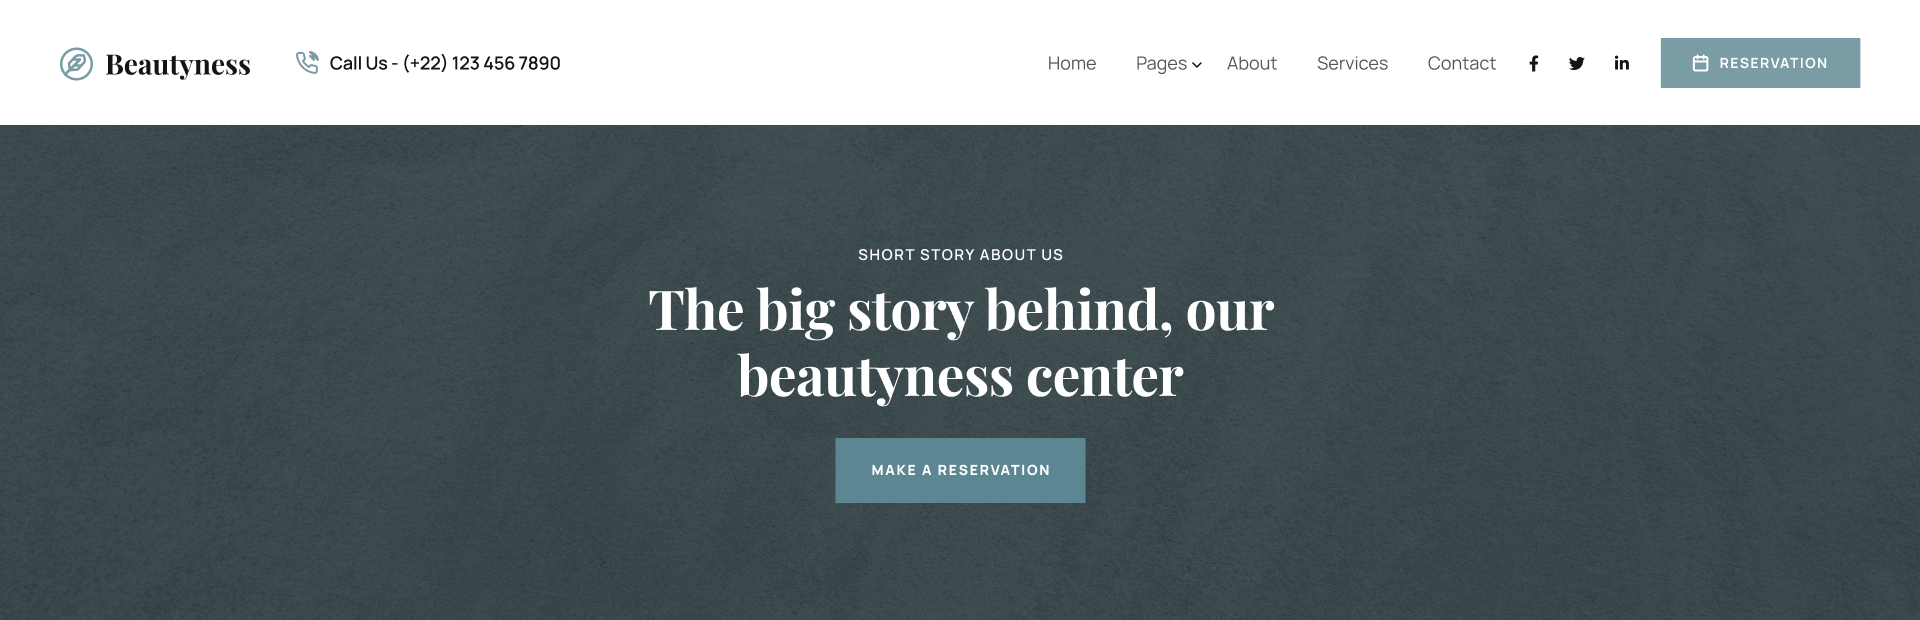 Beautyness
Call Us - (+22) 123 456 7890
Home Pages About Services Contact
RESERVATION
SHORT STORY ABOUT US
The big story behind, our
beautyness center
MAKE A RESERVATION